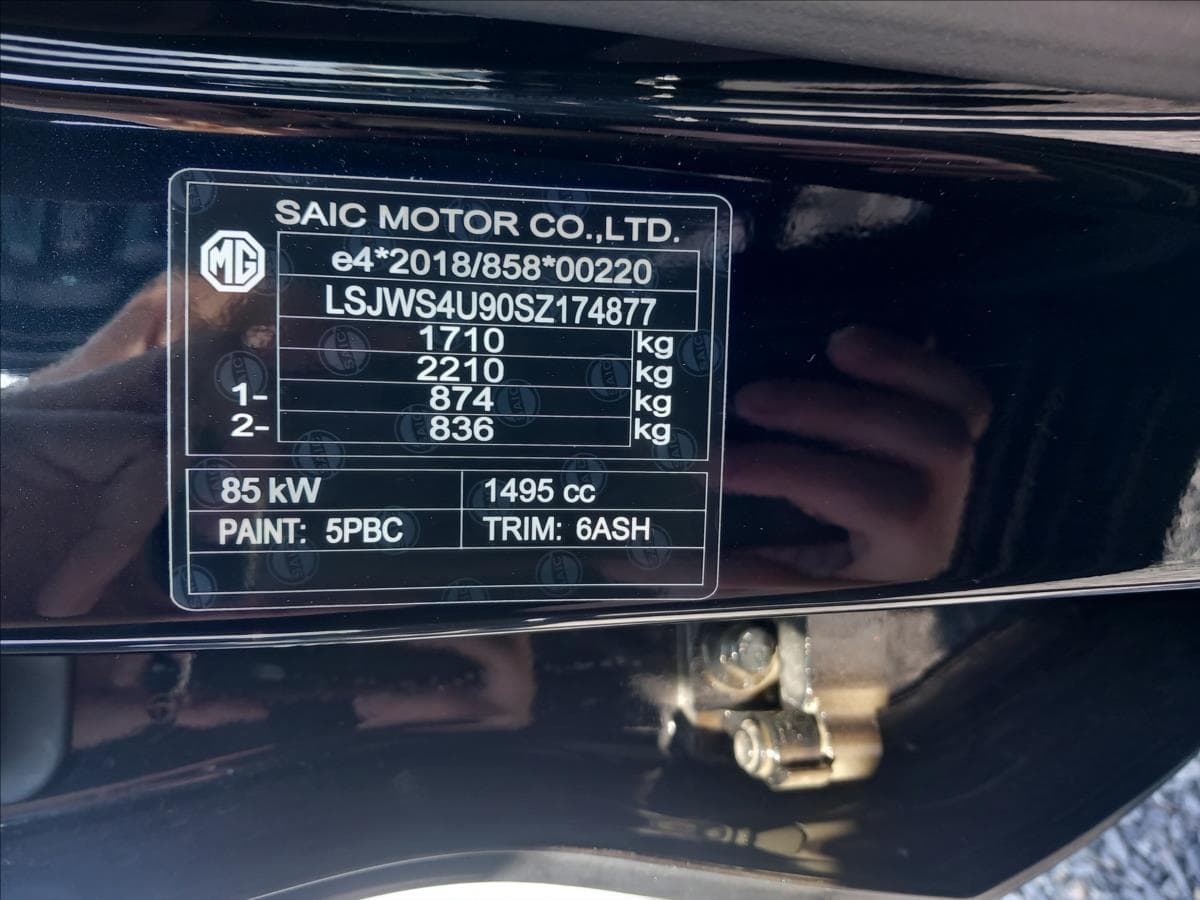 SAIC MOTOR CO.,LTD.
MG
e4*2018/858*00220
LSJWS4U90SZ174877
1710 kg
2210 kg
1- 874 kg
2- 836 kg
85 kW 1495 cc
PAINT: 5PBC TRIM: 6ASH